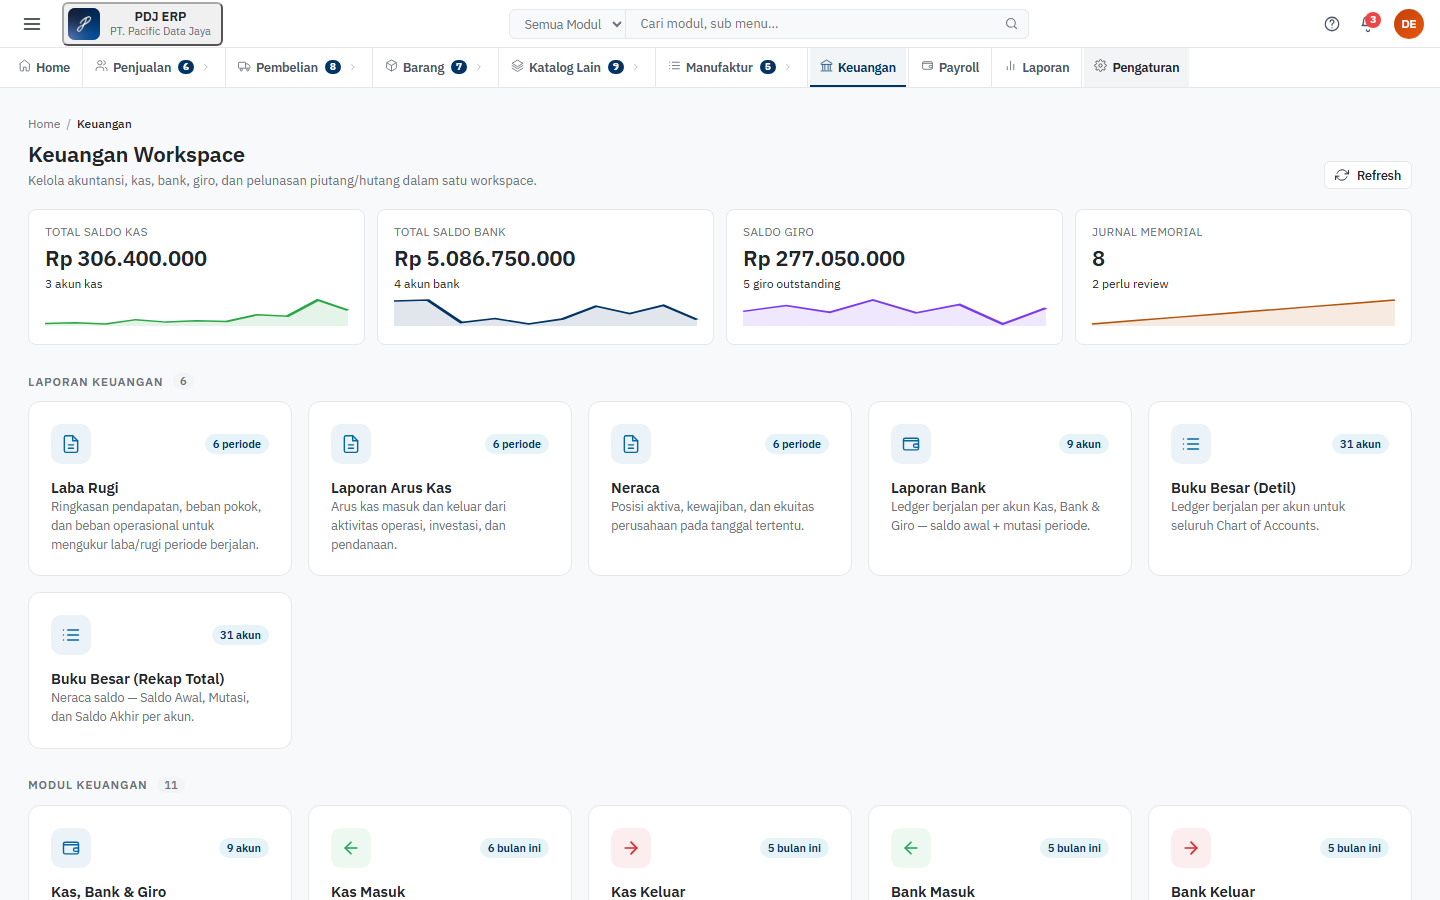 PDJ ERP
PT. Pacific Data Jaya
Semua Modul
Cari modul, sub menu...
3
DE
Home
Penjualan 6
Pembelian 8
Barang 7
Katalog Lain 9
Manufaktur 5
Keuangan
Payroll
Laporan
Pengaturan
Home / Keuangan
Keuangan Workspace
Kelola akuntansi, kas, bank, giro, dan pelunasan piutang/hutang dalam satu workspace.
Refresh
TOTAL SALDO KAS
Rp 306.400.000
3 akun kas
TOTAL SALDO BANK
Rp 5.086.750.000
4 akun bank
SALDO GIRO
Rp 277.050.000
5 giro outstanding
JURNAL MEMORIAL
8
2 perlu review
LAPORAN KEUANGAN 6
6 periode
Laba Rugi
Ringkasan pendapatan, beban pokok,
dan beban operasional untuk
mengukur laba/rugi periode berjalan.
6 periode
Laporan Arus Kas
Arus kas masuk dan keluar dari
aktivitas operasi, investasi, dan
pendanaan.
6 periode
Neraca
Posisi aktiva, kewajiban, dan ekuitas
perusahaan pada tanggal tertentu.
9 akun
Laporan Bank
Ledger berjalan per akun Kas, Bank &
Giro — saldo awal + mutasi periode.
31 akun
Buku Besar (Detil)
Ledger berjalan per akun untuk
seluruh Chart of Accounts.
31 akun
Buku Besar (Rekap Total)
Neraca saldo — Saldo Awal, Mutasi,
dan Saldo Akhir per akun.
MODUL KEUANGAN 11
9 akun
Kas, Bank & Giro
6 bulan ini
Kas Masuk
5 bulan ini
Kas Keluar
5 bulan ini
Bank Masuk
5 bulan ini
Bank Keluar